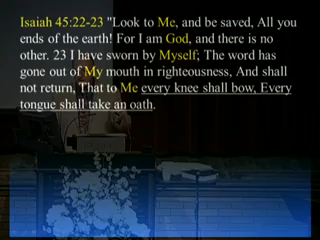 Isaiah 45:22-23 "Look to Me, and be saved, All you
ends of the earth! For I am God, and there is no
other. 23 I have sworn by Myself; The word has
gone out of My mouth in righteousness, And shall
not return, That to Me every knee shall bow, Every
tongue shall take an oath.